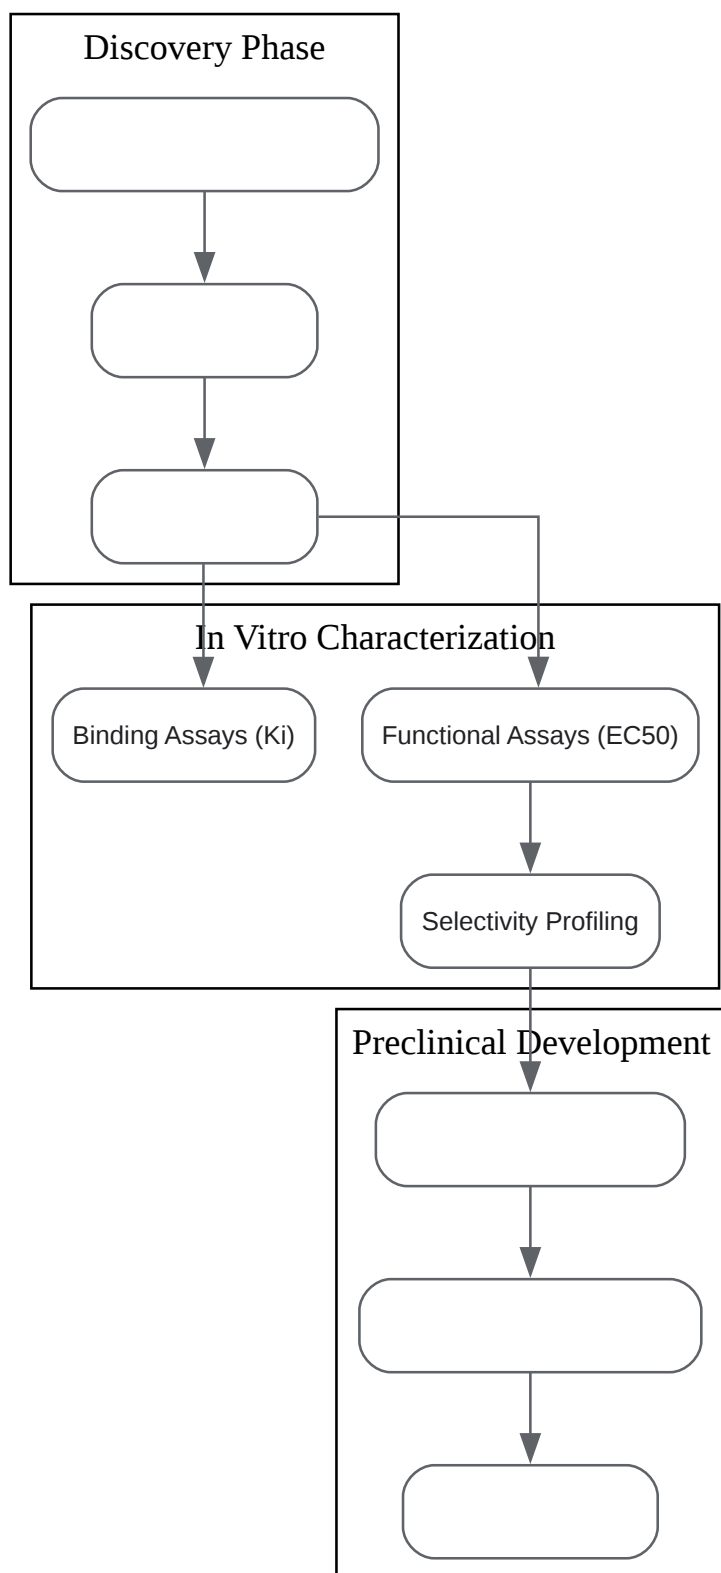 Discovery Phase
In Vitro Characterization
Binding Assays (Ki)
Functional Assays (EC50)
Selectivity Profiling
Preclinical Development